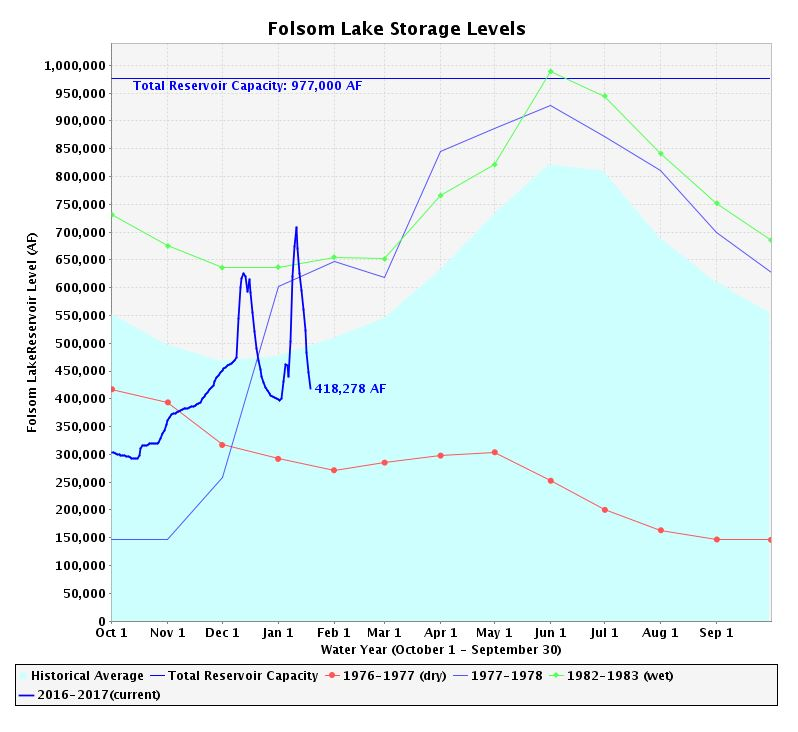 Folsom Lake Storage Levels
1,000,000
Total Reservoir Capacity: 977,000 AF
950,000
900,000
850,000
800,000
750,000
700,000
650,000
600,000
550,000
500,000
450,000
418,278 AF
400,000
350,000
300,000
250,000
200,000
150,000
100,000
50,000
0
Folsom LakeReservoir Level (AF)
Oct 1 Nov 1 Dec 1 Jan 1 Feb 1 Mar 1 Apr 1 May 1 Jun 1 Jul 1 Aug 1 Sep 1
Water Year (October 1 - September 30)
Historical Average Total Reservoir Capacity 1976-1977 (dry) 1977-1978 1982-1983 (wet)
2016-2017(current)